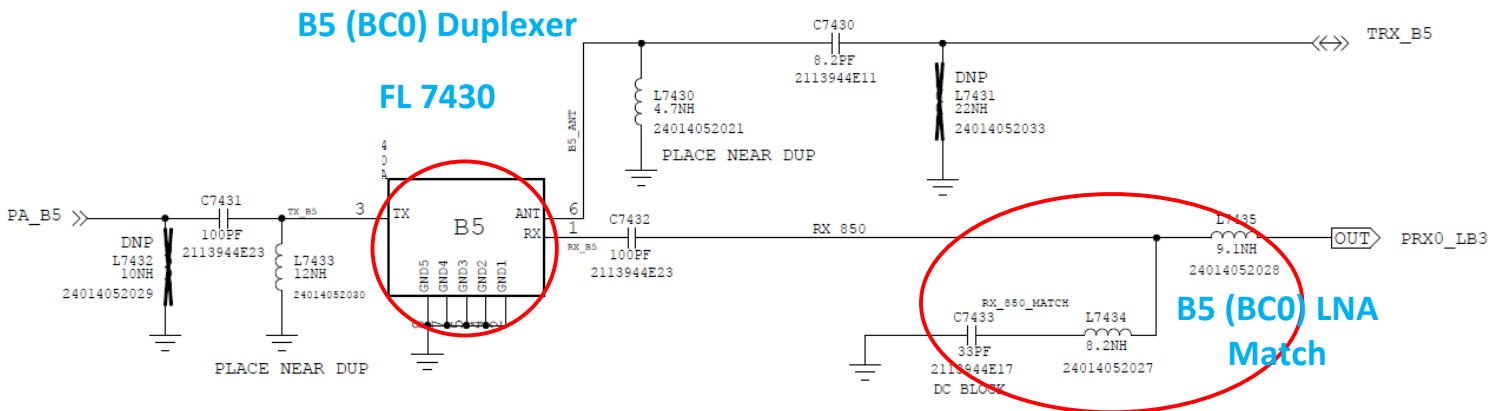 B5 (BC0) Duplexer
FL 7430
C7430
8.2PF
2113944E11
TRX_B5
DNP
L7431
22NH
24014052033
L7430
4.7NH
24014052021
PLACE NEAR DUP
B5_ANT
4
0
A
PA_B5
C7431
100PF
2113944E23
TX_B5
3
TX
B5
ANT
6
RX
1
RX_B5
GND5
GND4
GND3
GND2
GND1
DNP
L7432
10NH
24014052029
L7433
12NH
24014052030
PLACE NEAR DUP
C7432
100PF
2113944E23
RX 850
L7435
9.1NH
24014052028
OUT
PRX0_LB3
RX_850_MATCH
C7433
33PF
2113944E17
DC BLOCK
L7434
8.2NH
24014052027
B5 (BC0) LNA
Match